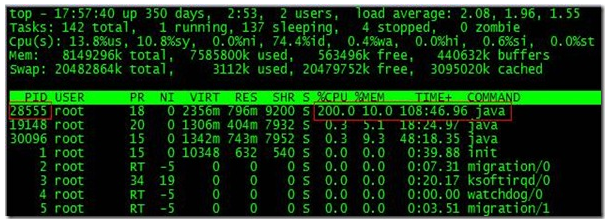 top - 17:57:40 up 350 days,  2:53,  2 users,  load average: 2.08, 1.96, 1.55
Tasks: 142 total,   1 running, 137 sleeping,   4 stopped,   0 zombie
Cpu(s): 13.8%us, 10.8%sy,  0.0%ni, 74.4%id,  0.4%wa,  0.0%hi,  0.6%si,  0.0%st
Mem:   8149296k total,  7585800k used,   563496k free,   440632k buffers
Swap: 20482864k total,     3112k used, 20479752k free,  3095020k cached
PID USER      PR  NI  VIRT  RES  SHR S %CPU %MEM    TIME+  COMMAND
28555 root      18   0 2356m 796m 9200 S 200.0 10.0 108:46.96 java
19148 root      20   0 1306m 404m 7932 S  0.3  5.1  18:24.97 java
30096 root      15   0 1342m 743m 7952 S  0.3  9.3  48:18.35 java
1 root      15   0 10348  632  540 S  0.0  0.0   0:39.88 init
2 root      RT  -5     0    0    0 S  0.0  0.0   0:07.31 migration/0
3 root      34  19     0    0    0 S  0.0  0.0   0:20.17 ksoftirqd/0
4 root      RT  -5     0    0    0 S  0.0  0.0   0:00.00 watchdog/0
5 root      RT  -5     0    0    0 S  0.0  0.0   0:03.51 migration/1